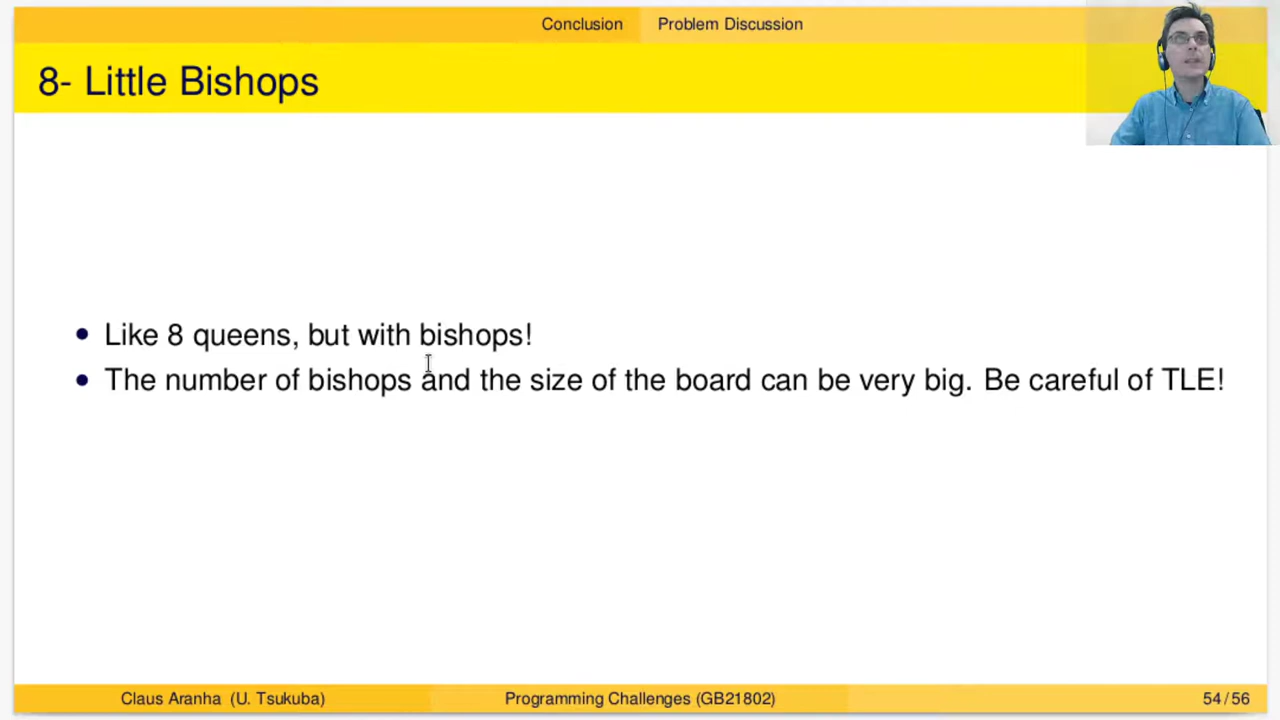 Conclusion Problem Discussion
8- Little Bishops
Like 8 queens, but with bishops!
The number of bishops and the size of the board can be very big. Be careful of TLE!
Claus Aranha (U. Tsukuba) Programming Challenges (GB21802) 54 / 56